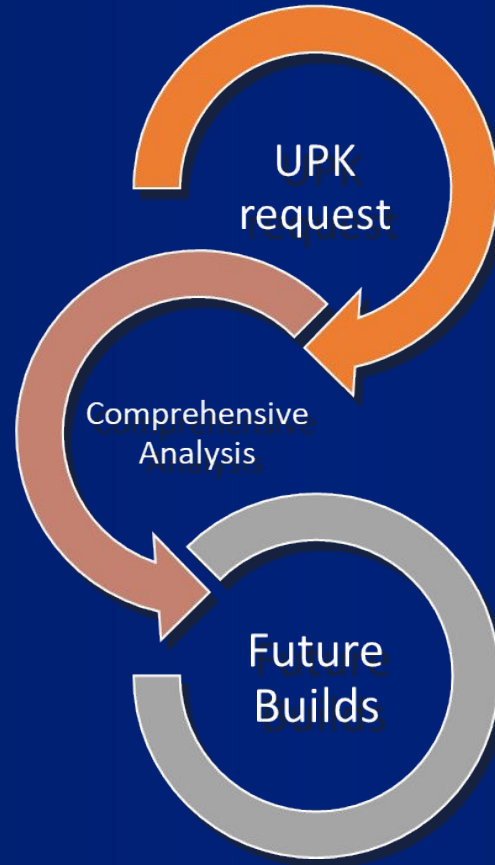 UPK
request
Comprehensive
Analysis
Future
Builds